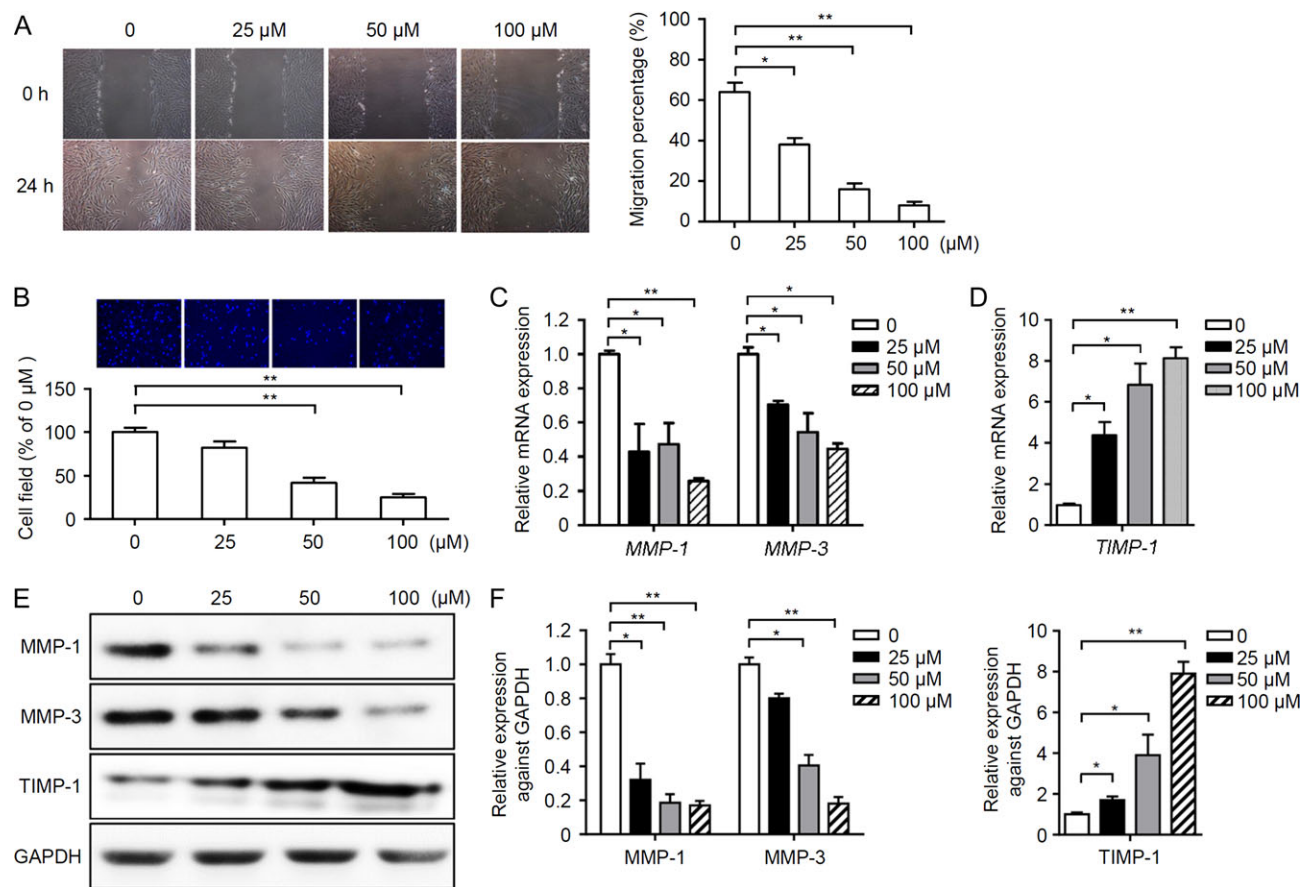 A
0 25 µM 50 µM 100 µM
0 h
24 h
Migration percentage (%)
100
80
60
40
20
0
** 
**
*
0 25 50 100 (µM)
B
Cell field (% of 0 µM )
150
100
50
0
**
**
0 25 50 100 (µM)
C
Relative mRNA expression
1.2
1.0
0.8
0.6
0.4
0.2
0
**
*
*
*
*
*
MMP-1 MMP-3
0
25 µM
50 µM
100 µM
D
Relative mRNA expression
10
8
6
4
2
0
**
*
*
TIMP-1
0
25 µM
50 µM
100 µM
E
0 25 50 100 (µM)
MMP-1
MMP-3
TIMP-1
GAPDH
F
Relative expression
against GAPDH
1.2
1.0
0.8
0.6
0.4
0.2
0
**
**
*
**
*
MMP-1 MMP-3
0
25 µM
50 µM
100 µM
Relative expression
against GAPDH
10
8
6
4
2
0
**
*
*
TIMP-1
0
25 µM
50 µM
100 µM